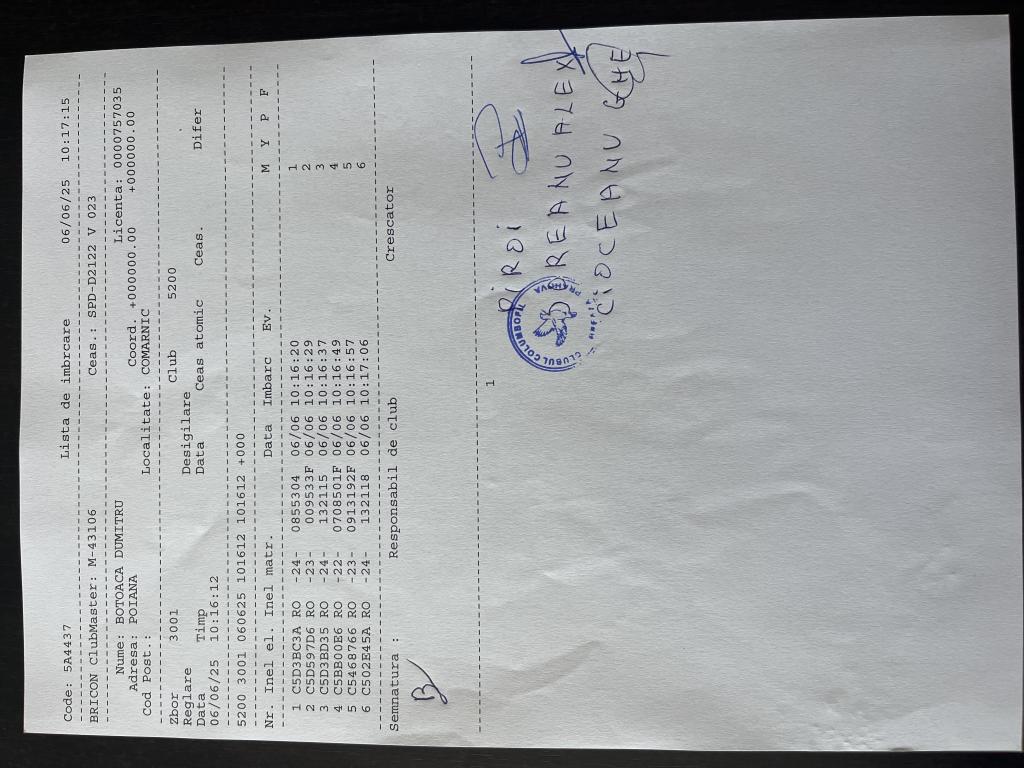 Code: 5A4437 Lista de imbrcare 06/06/25 10:17:15
BRICON ClubMaster: M-43106 Ceas.: SPD-D2122 V 023
Nume: BOTOACA DUMITRU Licenta: 0000757035
Adresa: POIANA Coord. +000000.00 +000000.00
Cod Post.: Localitate: COMARNIC
Zbor 3001 Club 5200
Reglare Desigilare
Data Timp Data Ceas atomic Ceas. Difer
06/06/25 10:16:12
5200 3001 060625 101612 101612 +000
Nr. Inel el. Inel matr. Data Imbarc Ev. M Y P F
1 C5D3BC3A RO -24- 0855304 06/06 10:16:20 1
2 C5D597D6 RO -23- 009533F 06/06 10:16:29 2
3 C5D3BD35 RO -24- 132115 06/06 10:16:37 3
4 C5BB00E6 RO -22- 0708501F 06/06 10:16:49 4
5 C5468766 RO -23- 0913192F 06/06 10:16:57 5
6 C502E45A RO -24- 132118 06/06 10:17:06 6
Semnatura : Responsabil de club Crescator
1
PIROI
REANU ALEX
CIOCEANU GHE
CLUBUL COLUMBOFIL
PRAHOVA